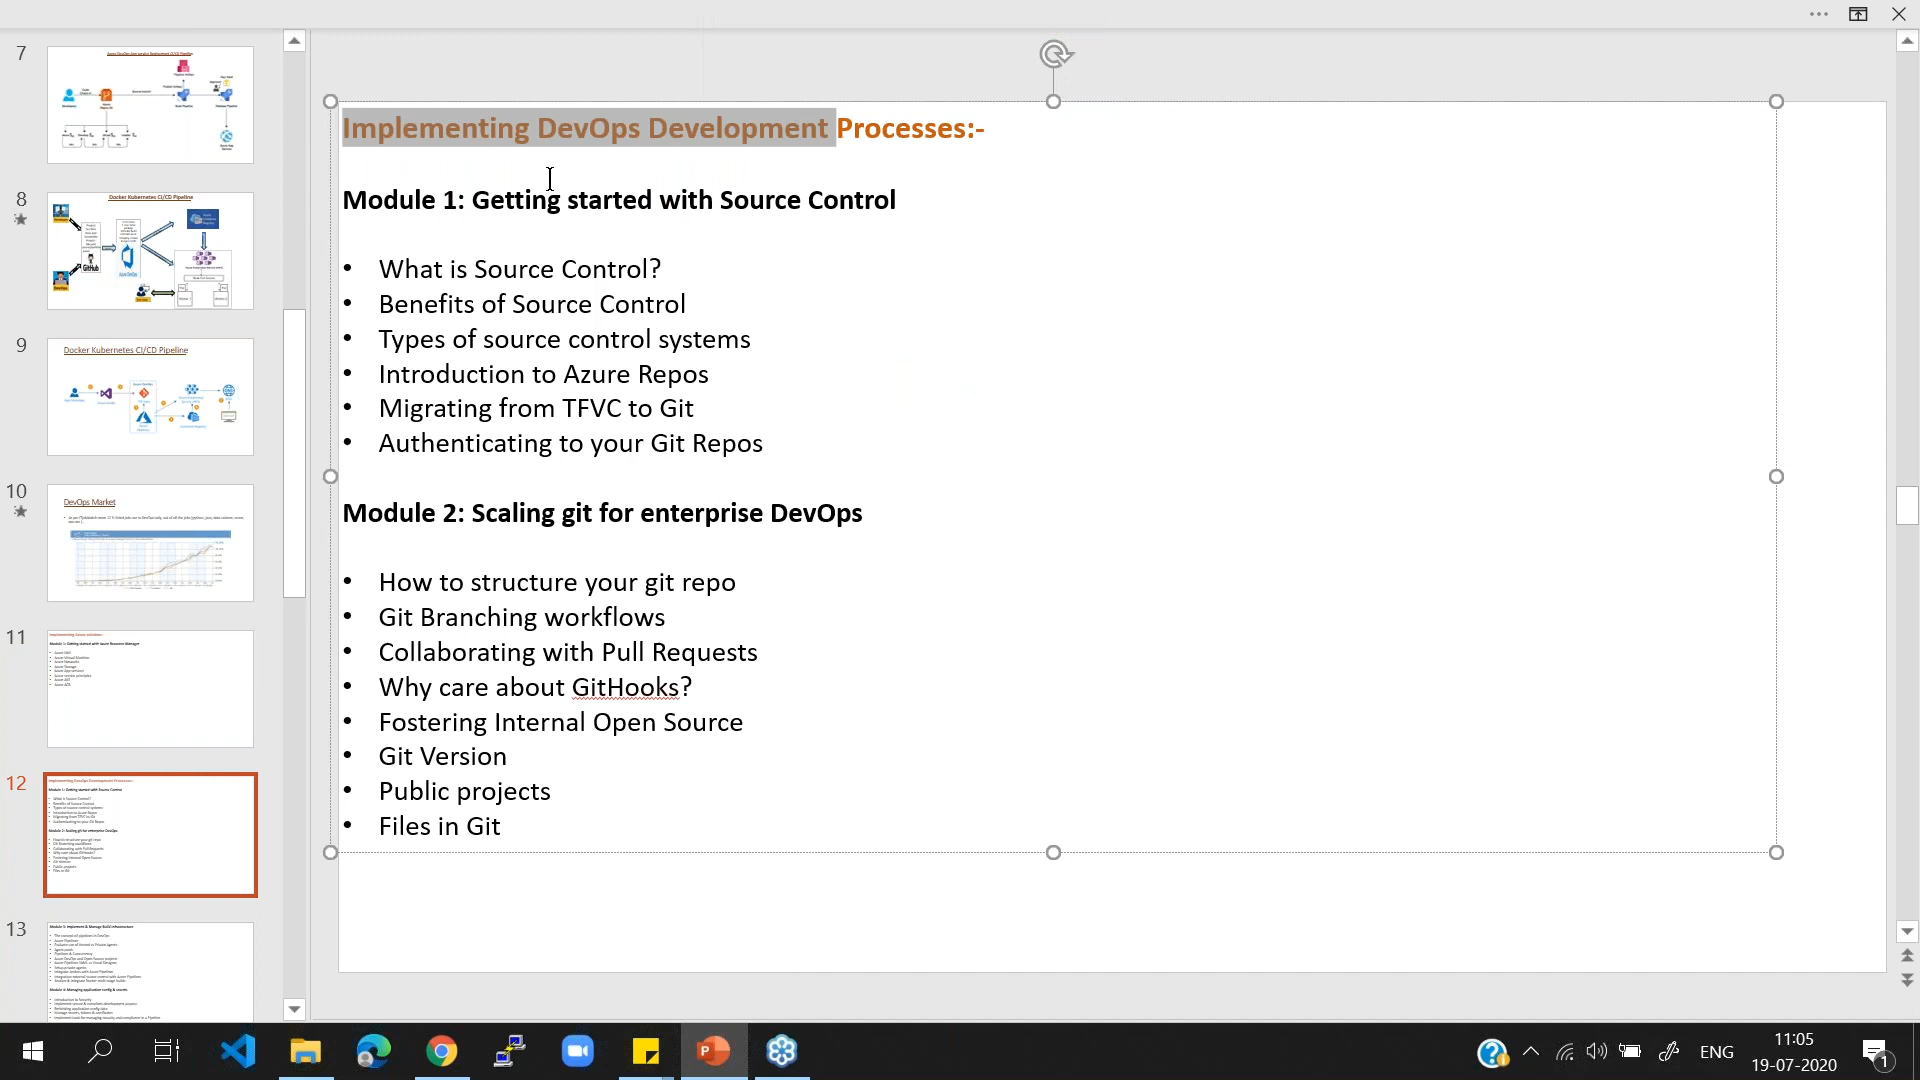 7
8
Docker Kubernetes CI/CD Pipeline
GitHub
9
Docker Kubernetes CI/CD Pipeline
10
DevOps Market
11
12
13
Implementing DevOps Development Processes:-
Module 1: Getting started with Source Control
• What is Source Control?
• Benefits of Source Control
• Types of source control systems
• Introduction to Azure Repos
• Migrating from TFVC to Git
• Authenticating to your Git Repos
Module 2: Scaling git for enterprise DevOps
• How to structure your git repo
• Git Branching workflows
• Collaborating with Pull Requests
• Why care about GitHooks?
• Fostering Internal Open Source
• Git Version
• Public projects
• Files in Git
ENG
11:05
19-07-2020
1